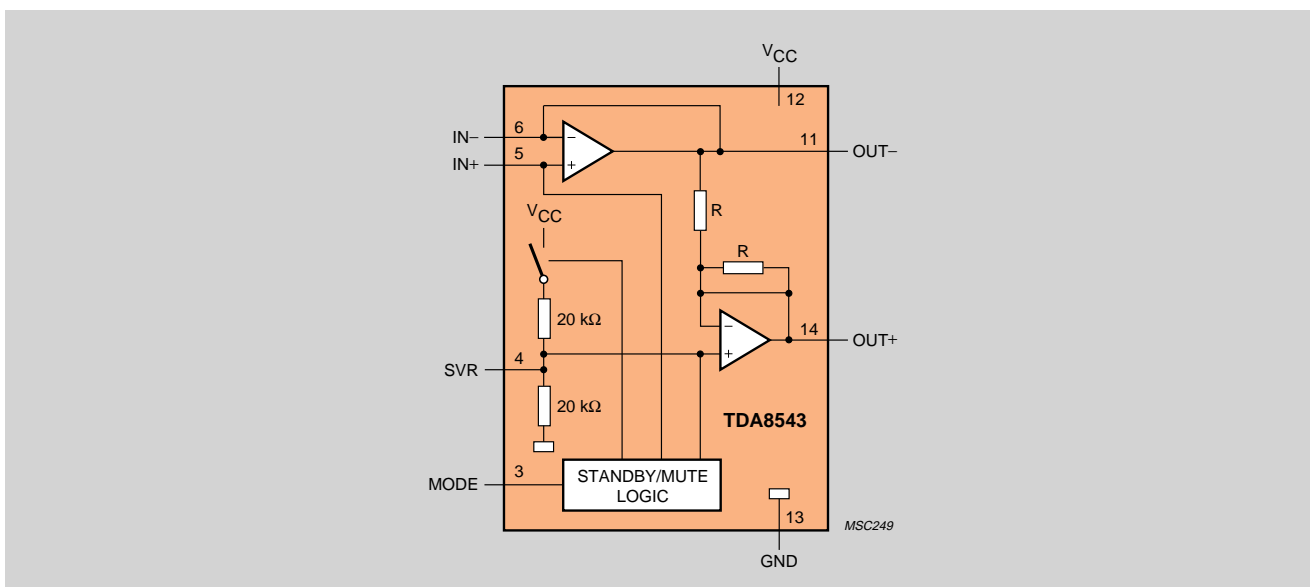 VCC
12
IN− 6
11 OUT−
IN+ 5
R
VCC
R
20 kΩ
14 OUT+
SVR 4
20 kΩ
TDA8543
MODE 3
STANDBY/MUTE
LOGIC
13
MSC249
GND
− + − +